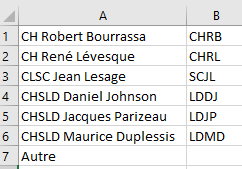 A B
1 CH Robert Bourrassa CHRB
2 CH René Lévesque CHRL
3 CLSC Jean Lesage SCJL
4 CHSLD Daniel Johnson LDDJ
5 CHSLD Jacques Parizeau LDJP
6 CHSLD Maurice Duplessis LDMD
7 Autre